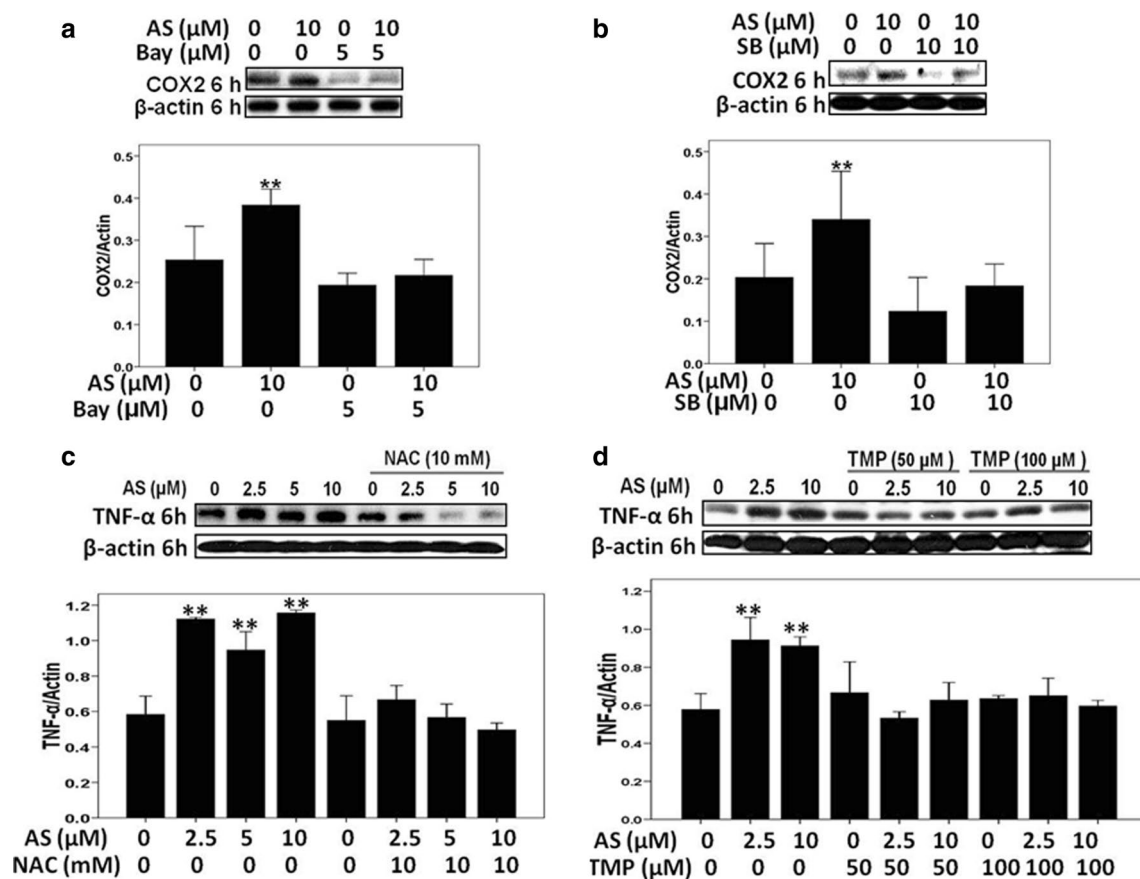 a
AS (μM) 0 10 0 10
Bay (μM) 0 0 5 5
COX2 6 h
β-actin 6 h
0.5
0.4
0.3
0.2
0.1
0.0
COX2/Actin
**
AS (μM) 0 10 0 10
Bay (μM) 0 0 5 5
b
AS (μM) 0 10 0 10
SB (μM) 0 0 10 10
COX2 6 h
β-actin 6 h
0.5
0.4
0.3
0.2
0.1
0.0
COX2/Actin
**
AS (μM) 0 10 0 10
SB (μM) 0 0 10 10
c
NAC (10 mM)
AS (μM) 0 2.5 5 10 0 2.5 5 10
TNF-α 6h
β-actin 6h
1.2
1.0
0.8
0.6
0.4
0.2
0.0
TNF-α/Actin
** ** **
AS (μM) 0 2.5 5 10 0 2.5 5 10
NAC (mM) 0 0 0 0 0 10 10 10
d
TMP (50 μM ) TMP (100 μM )
AS (μM) 0 2.5 10 0 2.5 10 0 2.5 10
TNF-α 6h
β-actin 6h
1.2
1.0
0.8
0.6
0.4
0.2
0.0
TNF-α/Actin
** **
AS (μM) 0 2.5 10 0 2.5 10 0 2.5 10
TMP (μM) 0 0 0 50 50 50 100 100 100